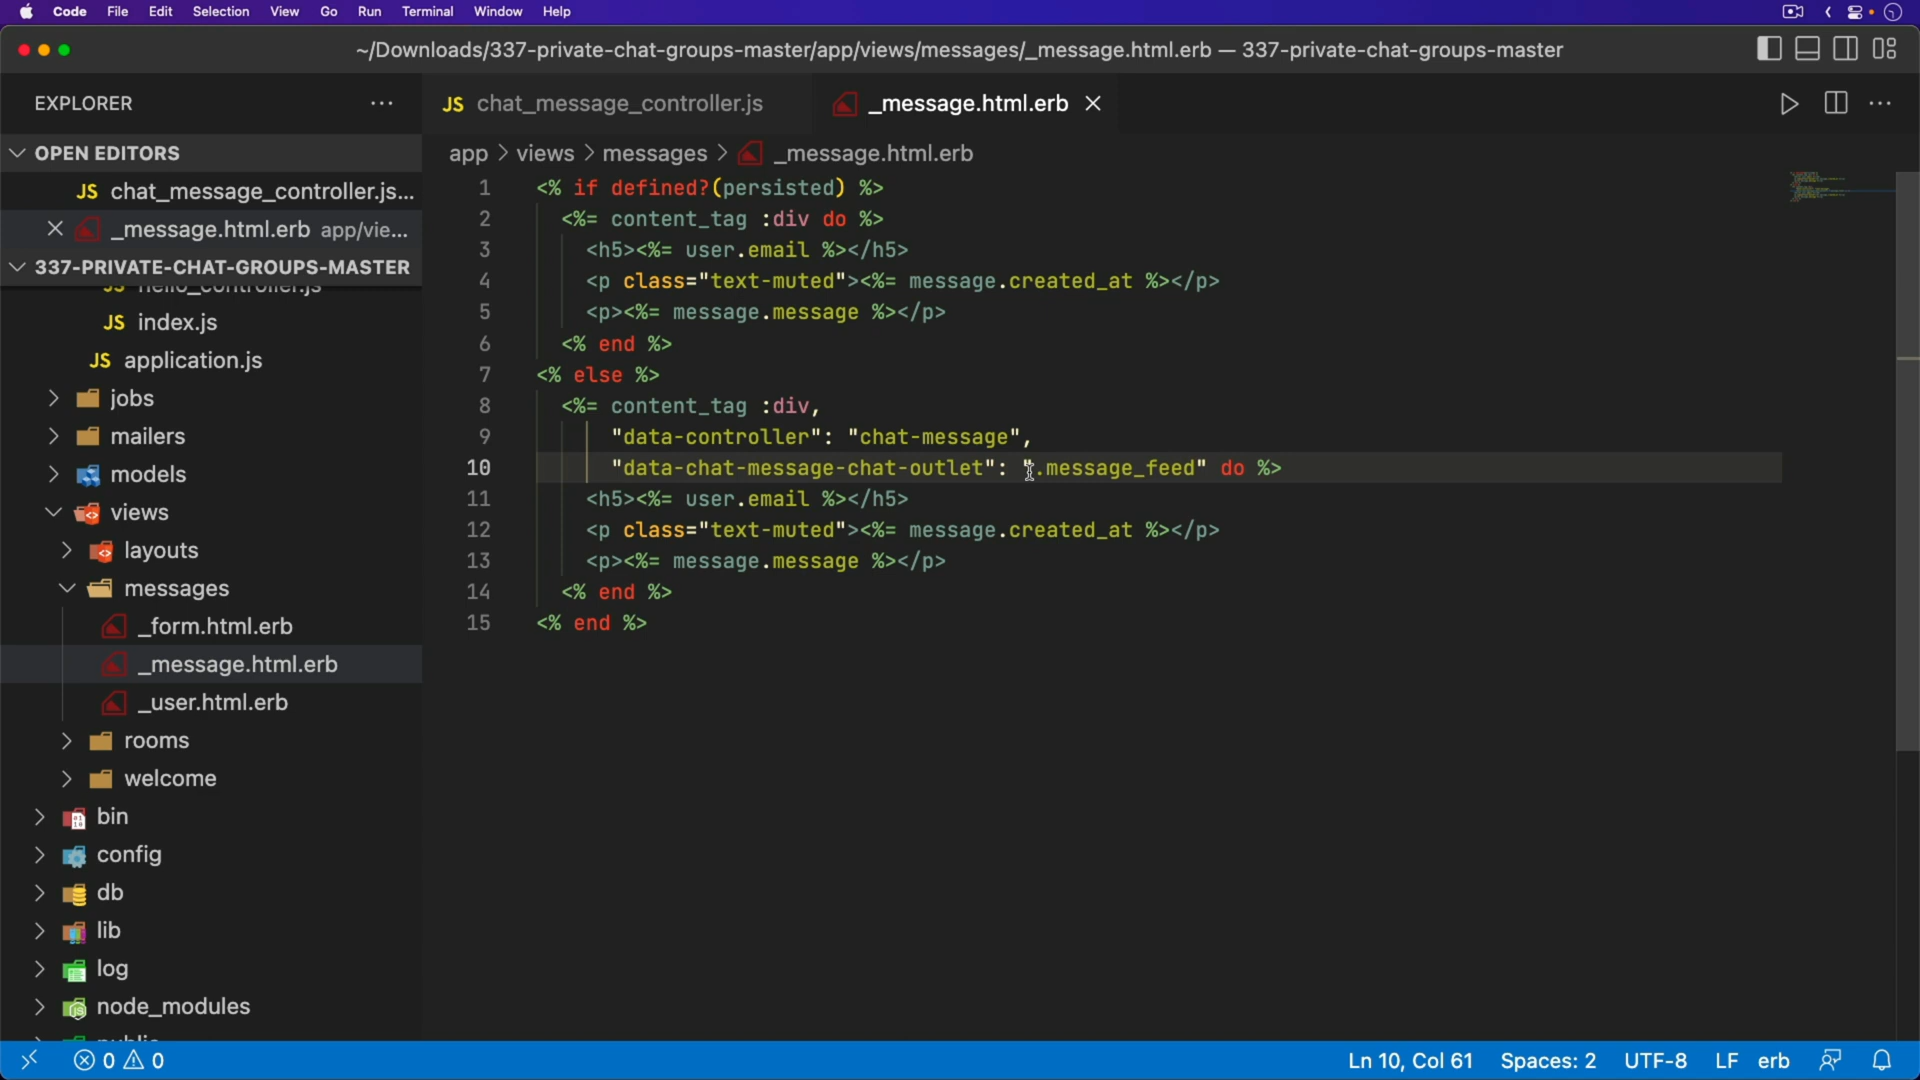 Code File Edit Selection View Go Run Terminal Window Help
~/Downloads/337-private-chat-groups-master/app/views/messages/_message.html.erb — 337-private-chat-groups-master
EXPLORER
OPEN EDITORS
JS chat_message_controller.js...
_message.html.erb app/vie...
337-PRIVATE-CHAT-GROUPS-MASTER
JS hello_controller.js
JS index.js
JS application.js
jobs
mailers
models
views
layouts
messages
_form.html.erb
_message.html.erb
_user.html.erb
rooms
welcome
bin
config
db
lib
log
node_modules
public
JS chat_message_controller.js
_message.html.erb
app > views > messages > _message.html.erb
1 <% if defined?(persisted) %>
2 <%= content_tag :div do %>
3 <h5><%= user.email %></h5>
4 <p class="text-muted"><%= message.created_at %></p>
5 <p><%= message.message %></p>
6 <% end %>
7 <% else %>
8 <%= content_tag :div,
9 "data-controller": "chat-message",
10 "data-chat-message-chat-outlet": ".message_feed" do %>
11 <h5><%= user.email %></h5>
12 <p class="text-muted"><%= message.created_at %></p>
13 <p><%= message.message %></p>
14 <% end %>
15 <% end %>
0 0
Ln 10, Col 61 Spaces: 2 UTF-8 LF erb